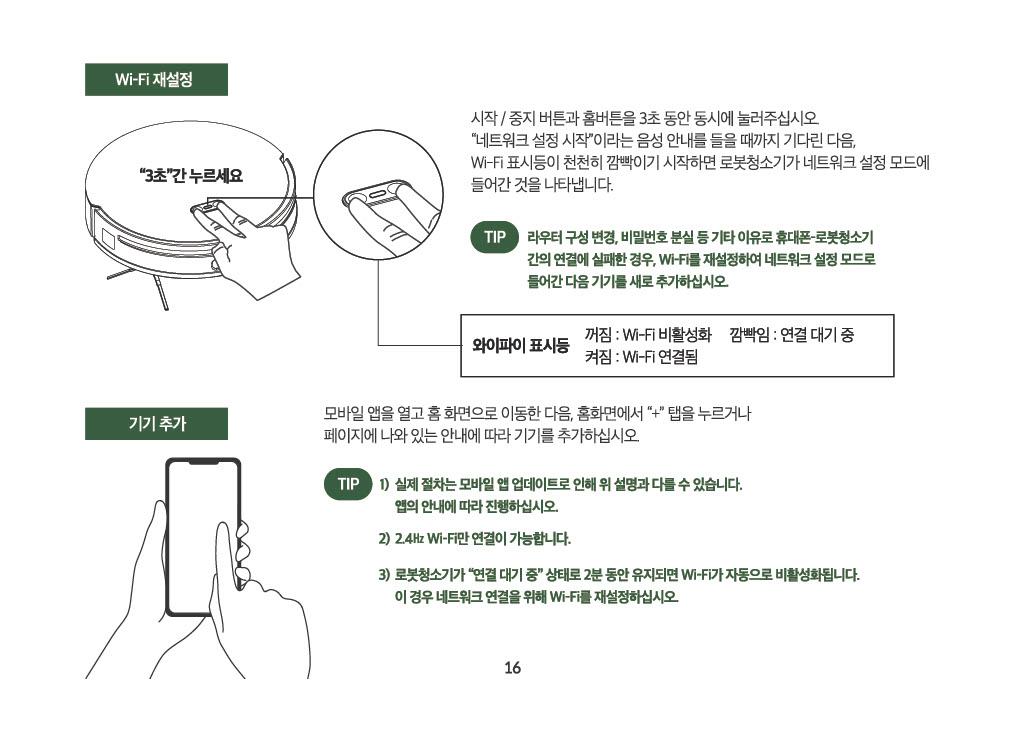 Wi-Fi 재설정
“3초”간 누르세요
시작 / 중지 버튼과 홈버튼을 3초 동안 동시에 눌러주십시오.
“네트워크 설정 시작”이라는 음성 안내를 들을 때까지 기다린 다음,
Wi-Fi 표시등이 천천히 깜빡이기 시작하면 로봇청소기가 네트워크 설정 모드에
들어간 것을 나타냅니다.
TIP 라우터 구성 변경, 비밀번호 분실 등 기타 이유로 휴대폰-로봇청소기
간의 연결에 실패한 경우, Wi-Fi를 재설정하여 네트워크 설정 모드로
들어간 다음 기기를 새로 추가하십시오.
와이파이 표시등
꺼짐 : Wi-Fi 비활성화 깜빡임 : 연결 대기 중
켜짐 : Wi-Fi 연결됨
기기 추가
모바일 앱을 열고 홈 화면으로 이동한 다음, 홈화면에서 “+” 탭을 누르거나
페이지에 나와 있는 안내에 따라 기기를 추가하십시오.
TIP 1) 실제 절차는 모바일 앱 업데이트로 인해 위 설명과 다를 수 있습니다.
앱의 안내에 따라 진행하십시오.
2) 2.4Hz Wi-Fi만 연결이 가능합니다.
3) 로봇청소기가 “연결 대기 중” 상태로 2분 동안 유지되면 Wi-Fi가 자동으로 비활성화됩니다.
이 경우 네트워크 연결을 위해 Wi-Fi를 재설정하십시오.
16